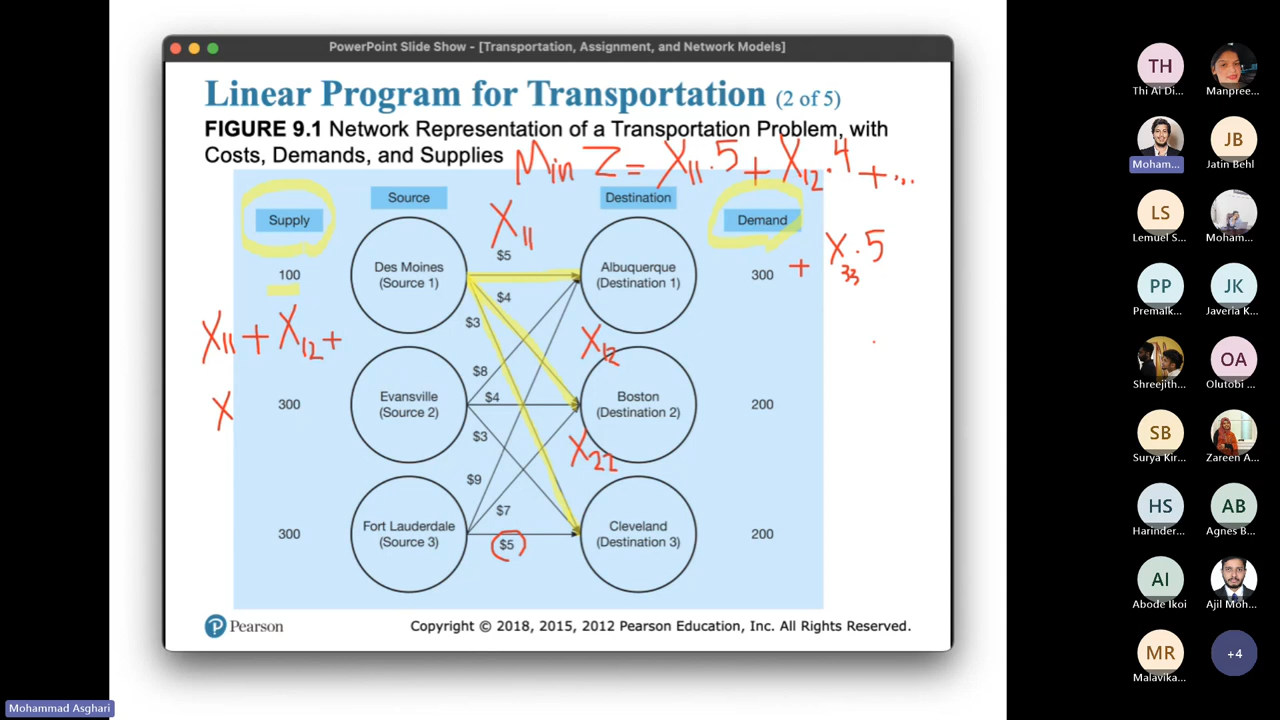 PowerPoint Slide Show - [Transportation, Assignment, and Network Models]
Linear Program for Transportation (2 of 5)
FIGURE 9.1 Network Representation of a Transportation Problem, with
Costs, Demands, and Supplies
Min Z = X11 . 5 + X12 . 4 + ...
+ X33 . 5
Supply
Source
Destination
Demand
X11
100
Des Moines
(Source 1)
$5
$4
$3
Albuquerque
(Destination 1)
300
X11 + X12 +
X
X12
300
Evansville
(Source 2)
$8
$4
$3
Boston
(Destination 2)
200
X22
300
Fort Lauderdale
(Source 3)
$9
$7
$5
Cleveland
(Destination 3)
200
Pearson
Copyright © 2018, 2015, 2012 Pearson Education, Inc. All Rights Reserved.
Mohammad Asghari
TH
Thi Ai Di...
Manpree...
Moham...
JB
Jatin Behl
LS
Lemuel S...
Moham...
PP
Premalk...
JK
Javeria K...
Shreejith...
OA
Olutobi ...
SB
Surya Kir...
Zareen A...
HS
Harinder...
AB
Agnes B...
AI
Abode Ikoi
Ajil Moh...
MR
Malavika...
+4